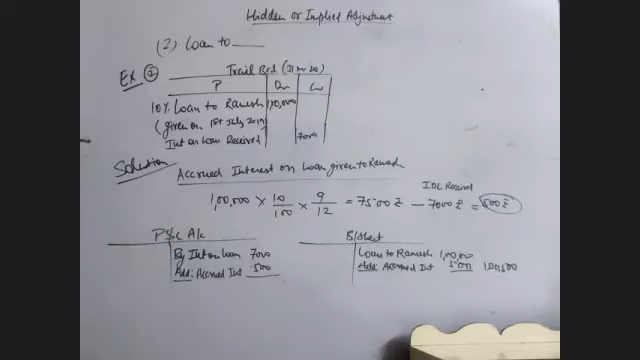 Hidden or Implied Adjustment
(2) Loan to
Ex ② Trail Bal (31 Mar 20)
P Dr Cr
10% Loan to Ramesh 1,00,000
(given on 1st July 2019)
Int on Loan Received 7000
Solution
Accrued Interest on Loan given to Ramesh
1,00,000 × 10/100 × 9/12 = 7500 ₹ - IOL Received 7000 ₹ = 500 ₹
P&L A/c
By Int on Loan 7000
Add: Accrued Int 500
B/Sheet
Loan to Ramesh 1,00,000
Add: Accrued Int 500 1,00,500